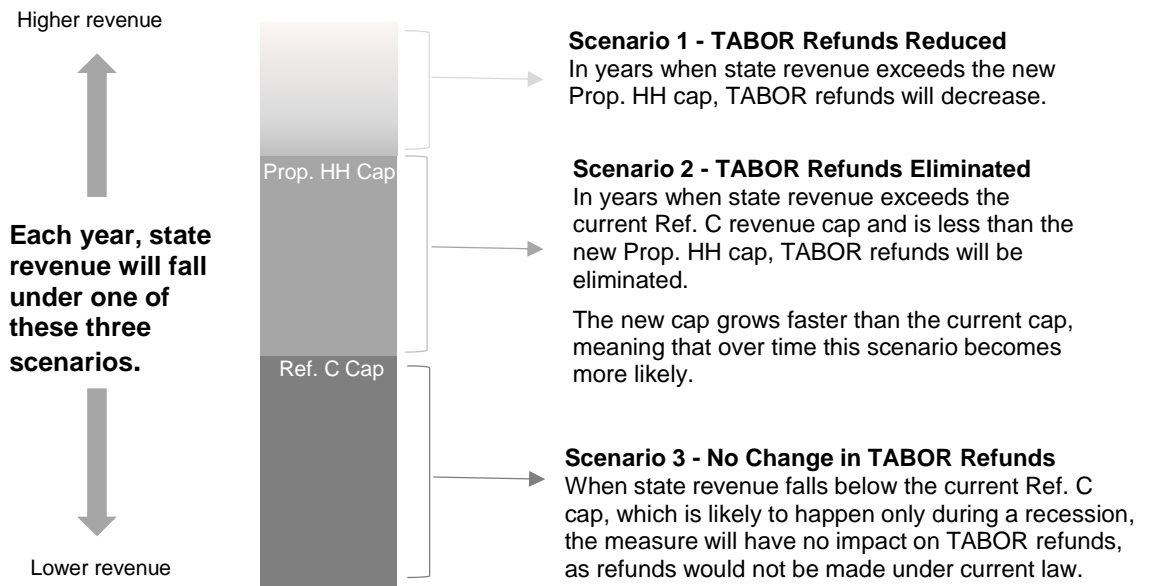 Higher revenue
Each year, state
revenue will fall
under one of
these three
scenarios.
Lower revenue
Prop. HH Cap
Ref. C Cap
Scenario 1 - TABOR Refunds Reduced
In years when state revenue exceeds the new
Prop. HH cap, TABOR refunds will decrease.
Scenario 2 - TABOR Refunds Eliminated
In years when state revenue exceeds the
current Ref. C revenue cap and is less than the
new Prop. HH cap, TABOR refunds will be
eliminated.
The new cap grows faster than the current cap,
meaning that over time this scenario becomes
more likely.
Scenario 3 - No Change in TABOR Refunds
When state revenue falls below the current Ref. C
cap, which is likely to happen only during a recession,
the measure will have no impact on TABOR refunds,
as refunds would not be made under current law.